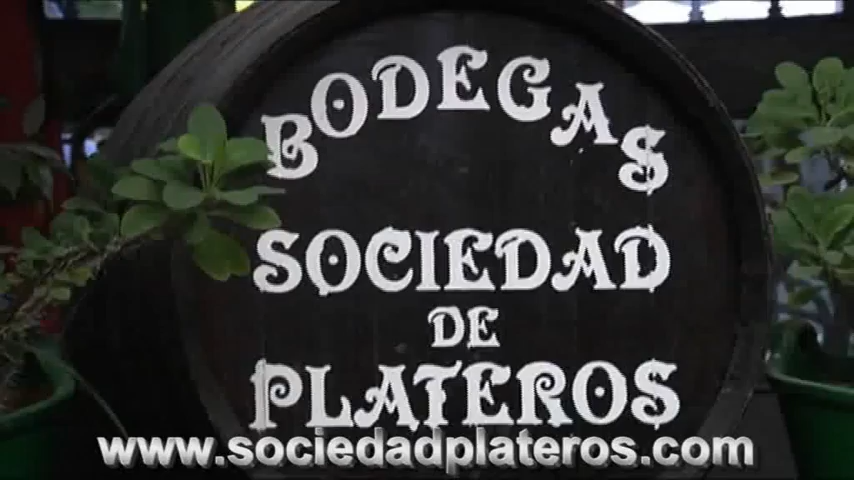 BODEGAS
SOCIEDAD
DE
PLATEROS
www.sociedadplateros.com